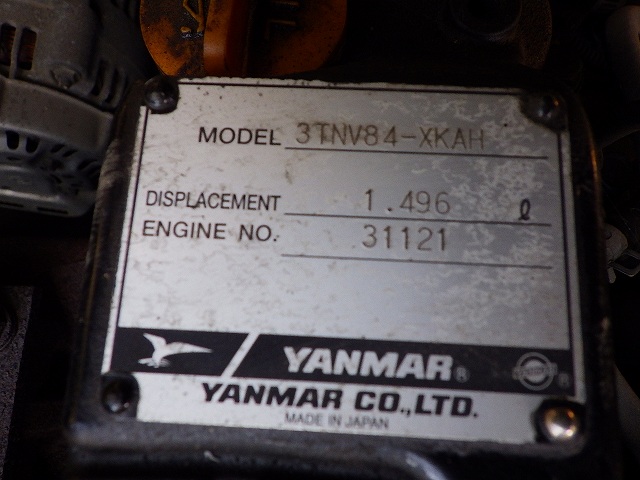 MODEL 3TNV84-XKAH
DISPLACEMENT 1.496 ℓ
ENGINE NO. 31121
YANMAR®
YANMAR CO.,LTD.
MADE IN JAPAN